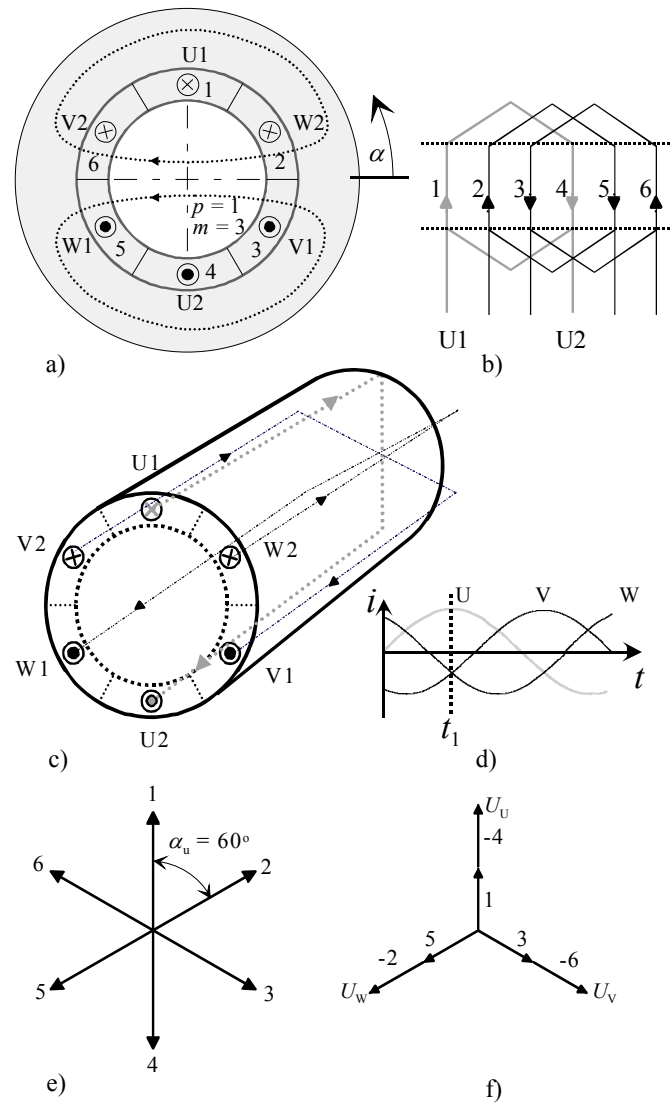 U1
1
V2
W2
6
2
p = 1
m = 3
W1
5
3
V1
4
U2
a)
α
1 2 3 4 5 6
U1 U2
b)
U1
V2
W2
W1
V1
U2
c)
i
U V W
t
t1
d)
1
αu = 60o
6
2
5
3
4
e)
UU
-4
1
5
3
-2
-6
UW
UV
f)